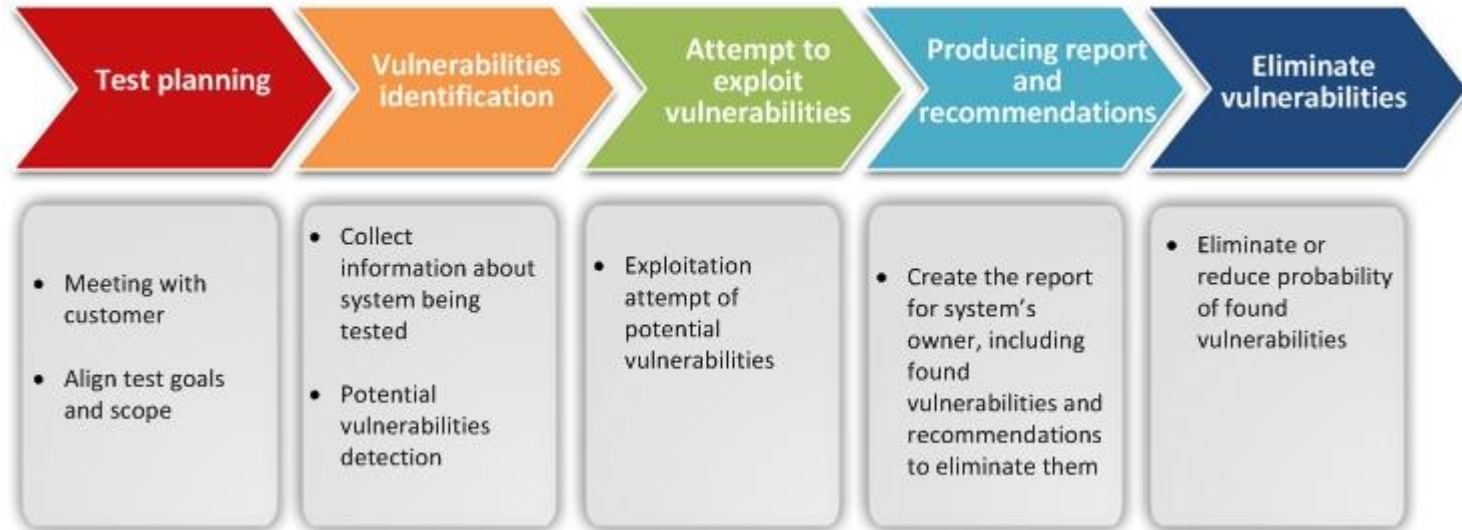 Test planning
Vulnerabilities
identification
Attempt to
exploit
vulnerabilities
Producing report
and
recommendations
Eliminate
vulnerabilities
• Meeting with
customer
• Align test goals
and scope
• Collect
information about
system being
tested
• Potential
vulnerabilities
detection
• Exploitation
attempt of
potential
vulnerabilities
• Create the report
for system's
owner, including
found
vulnerabilities and
recommendations
to eliminate them
• Eliminate or
reduce probability
of found
vulnerabilities